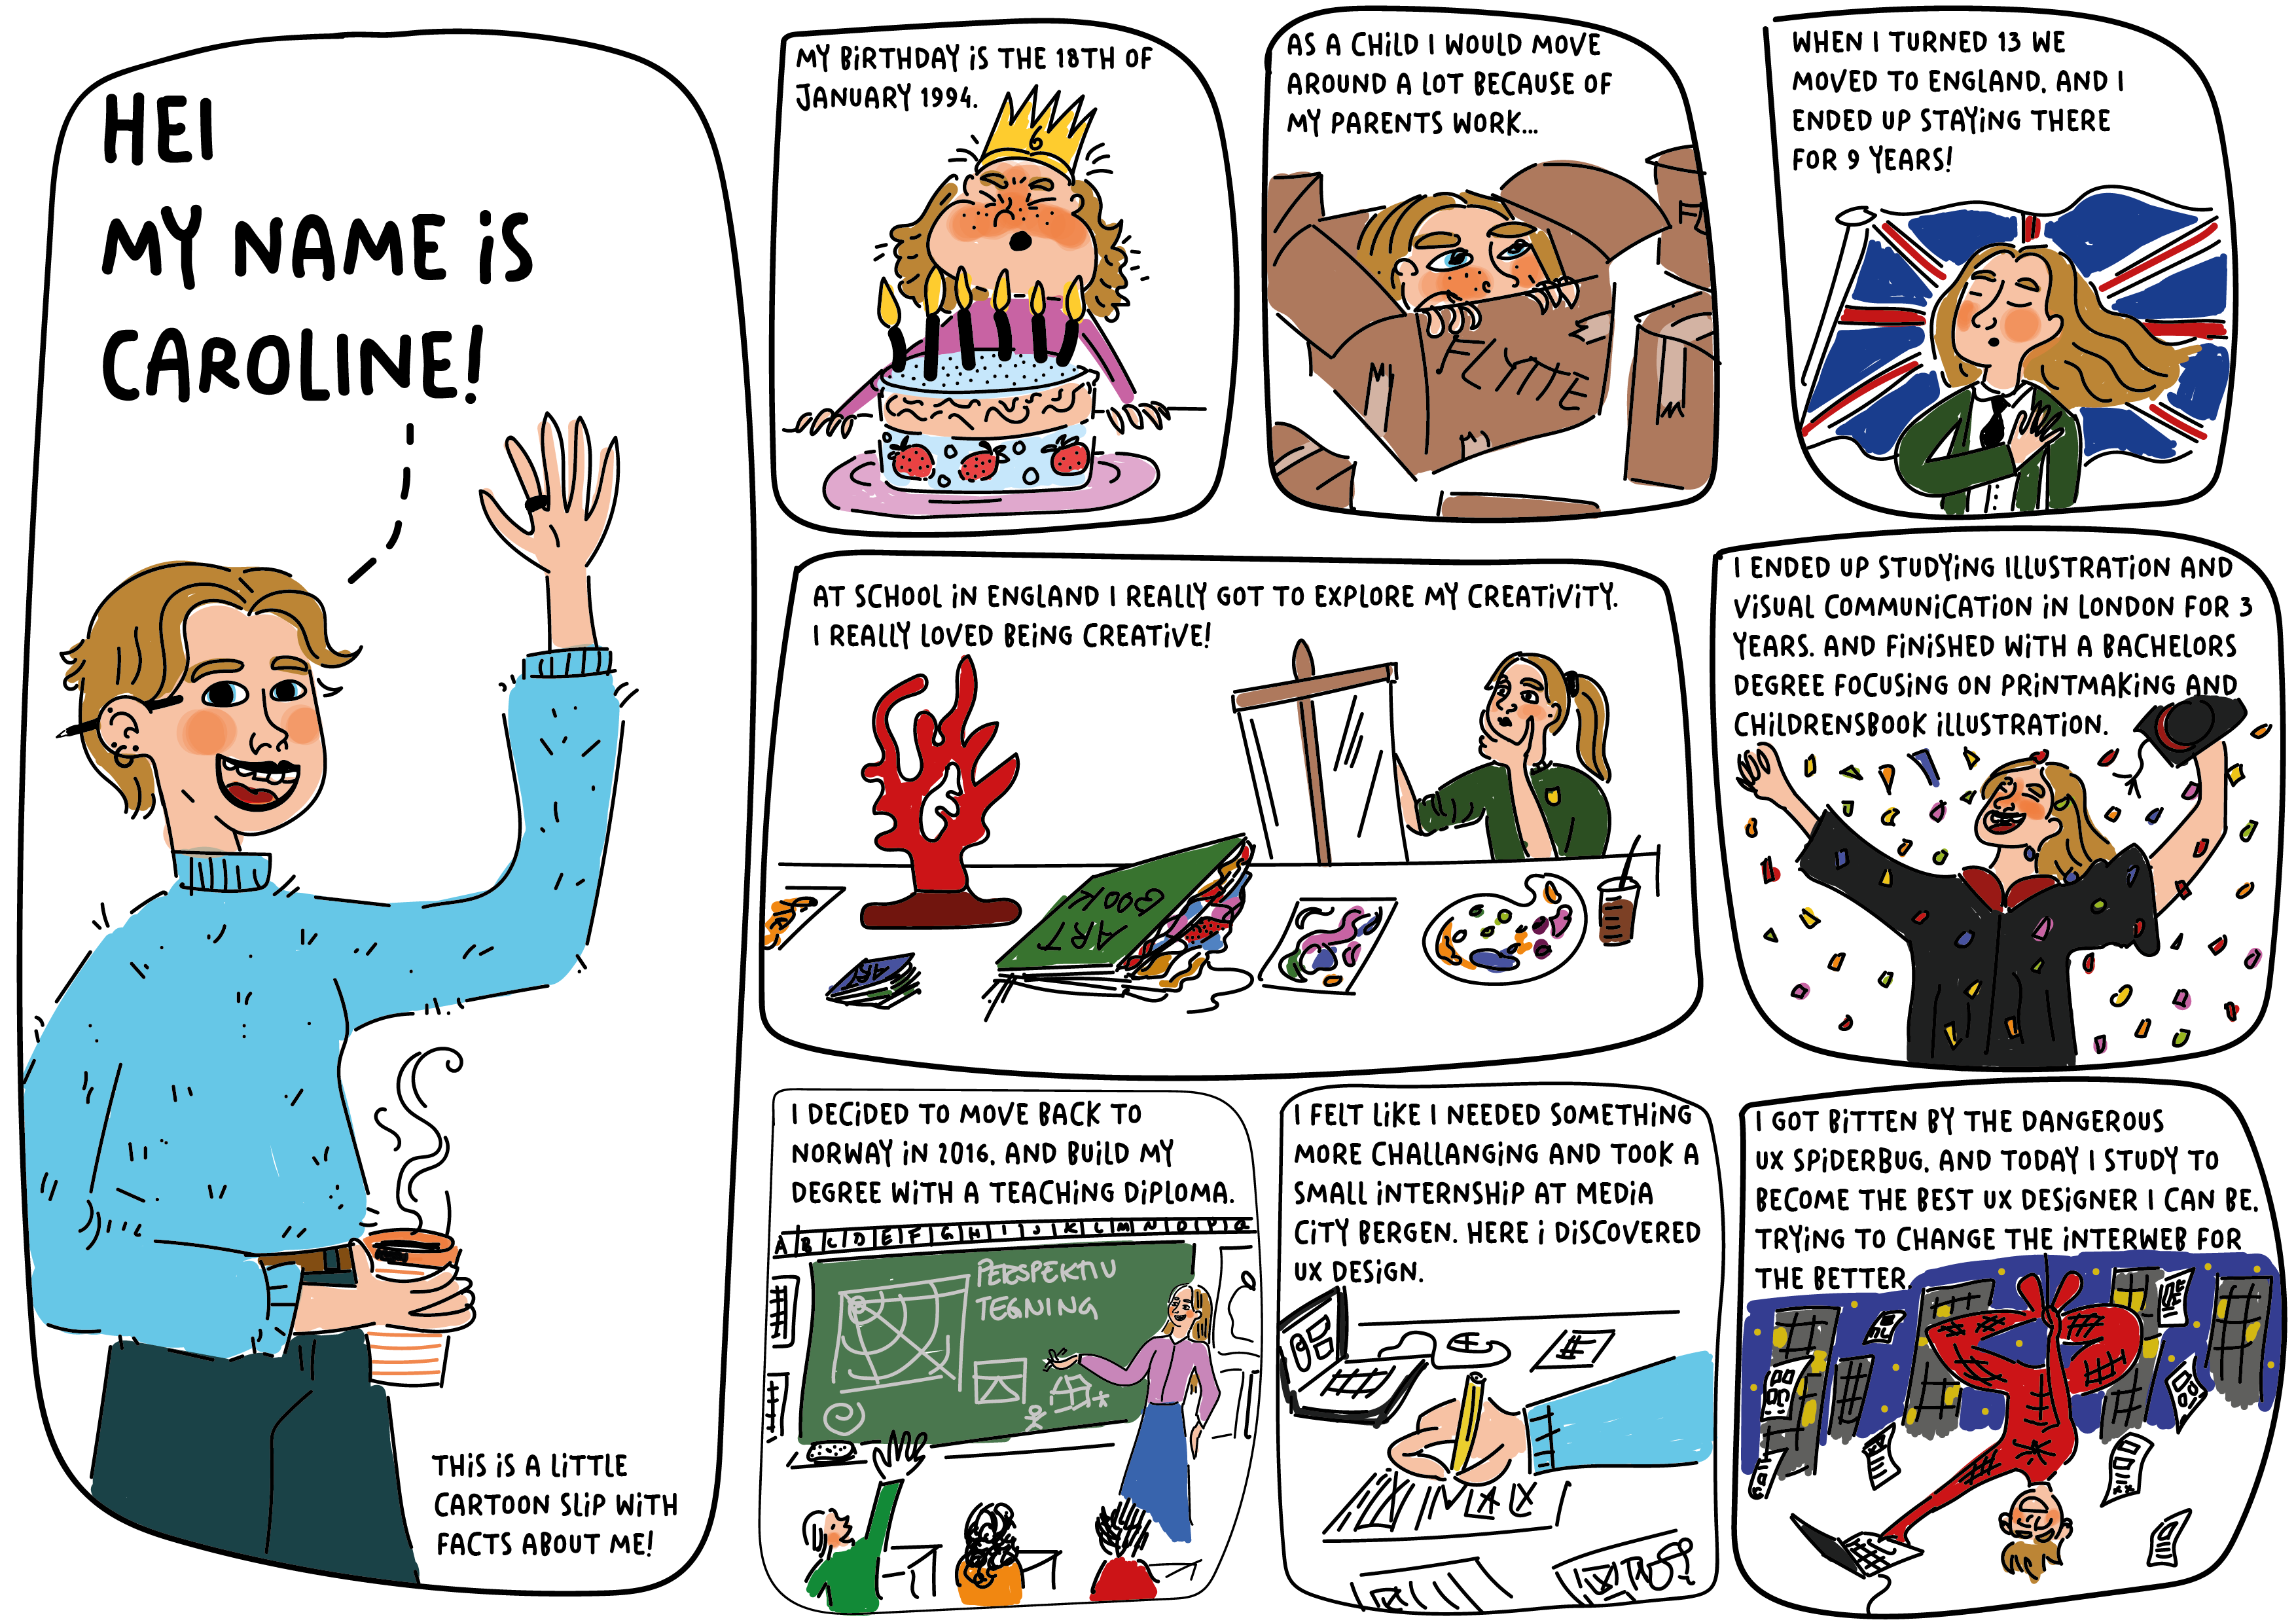 HEI
MY NAME IS
CAROLINE!
THIS IS A LITTLE
CARTOON SLIP WITH
FACTS ABOUT ME!
MY BIRTHDAY IS THE 18TH OF
JANUARY 1994.
6
AS A CHILD I WOULD MOVE
AROUND A LOT BECAUSE OF
MY PARENTS WORK...
FLYTTE
WHEN I TURNED 13 WE
MOVED TO ENGLAND, AND I
ENDED UP STAYING THERE
FOR 9 YEARS!
AT SCHOOL IN ENGLAND I REALLY GOT TO EXPLORE MY CREATIVITY.
I REALLY LOVED BEING CREATIVE!
ART
BOOK
ART
I ENDED UP STUDYING ILLUSTRATION AND
VISUAL COMMUNICATION IN LONDON FOR 3
YEARS. AND FINISHED WITH A BACHELORS
DEGREE FOCUSING ON PRINTMAKING AND
CHILDRENSBOOK ILLUSTRATION.
I DECIDED TO MOVE BACK TO
NORWAY IN 2016, AND BUILD MY
DEGREE WITH A TEACHING DIPLOMA.
A B C D E F G H I J K L M N O P Q
PERSPEKTIV
TEGNING
I FELT LIKE I NEEDED SOMETHING
MORE CHALLANGING AND TOOK A
SMALL INTERNSHIP AT MEDIA
CITY BERGEN. HERE I DISCOVERED
UX DESIGN.
I GOT BITTEN BY THE DANGEROUS
UX SPIDERBUG, AND TODAY I STUDY TO
BECOME THE BEST UX DESIGNER I CAN BE.
TRYING TO CHANGE THE INTERWEB FOR
THE BETTER.